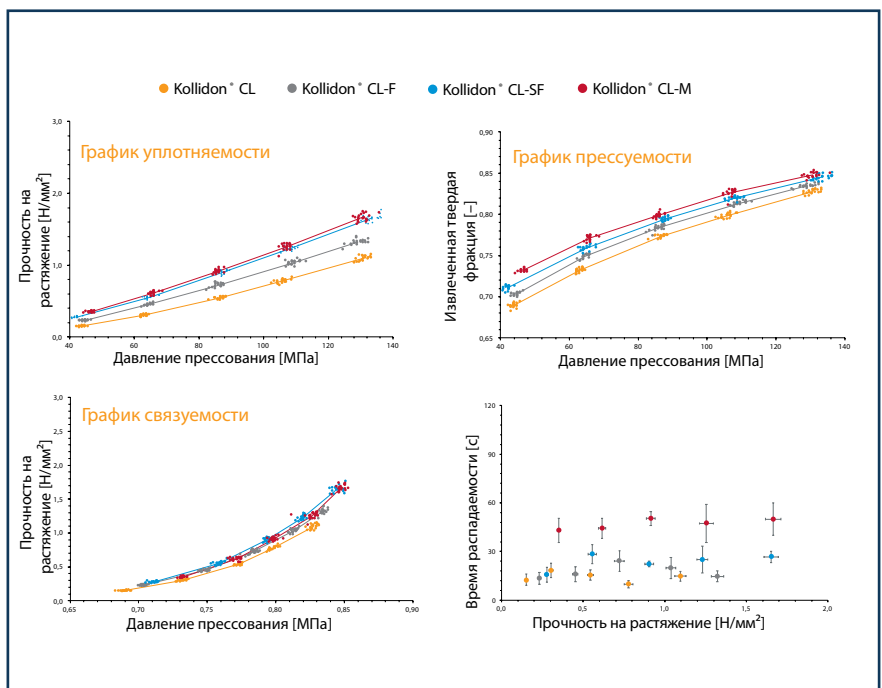 Kollidon® CL
Kollidon® CL-F
Kollidon® CL-SF
Kollidon® CL-M
График уплотняемости
Прочность на
растяжение [Н/мм²]
3,0
2,0
1,0
0,0
40
60
80
100
120
140
Давление прессования [МПа]
График прессуемости
Извлеченная твердая
фракция [–]
0,90
0,85
0,80
0,75
0,70
0,65
40
60
80
100
120
140
Давление прессования [МПа]
График связуемости
Прочность на
растяжение [Н/мм²]
3,0
2,5
2,0
1,5
1,0
0,5
0,0
0,65
0,70
0,75
0,80
0,85
0,90
Давление прессования [МПа]
Время распадаемости [с]
120
90
60
30
0
0,0
0,5
1,0
1,5
2,0
Прочность на растяжение [Н/мм²]